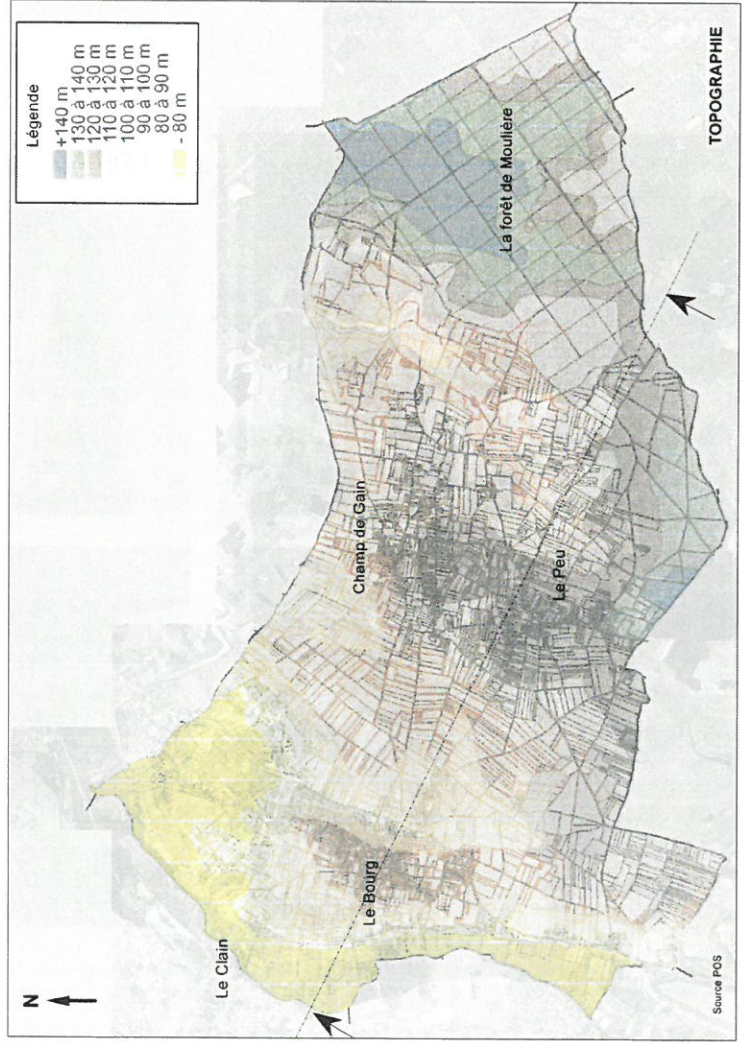 Légende
+140 m
130 à 140 m
120 à 130 m
110 à 120 m
100 à 110 m
90 à 100 m
80 à 90 m
- 80 m
La forêt de Moulière
Champ de Gain
Le Peu
Le Bourg
Le Clain
N
Source POS
TOPOGRAPHIE